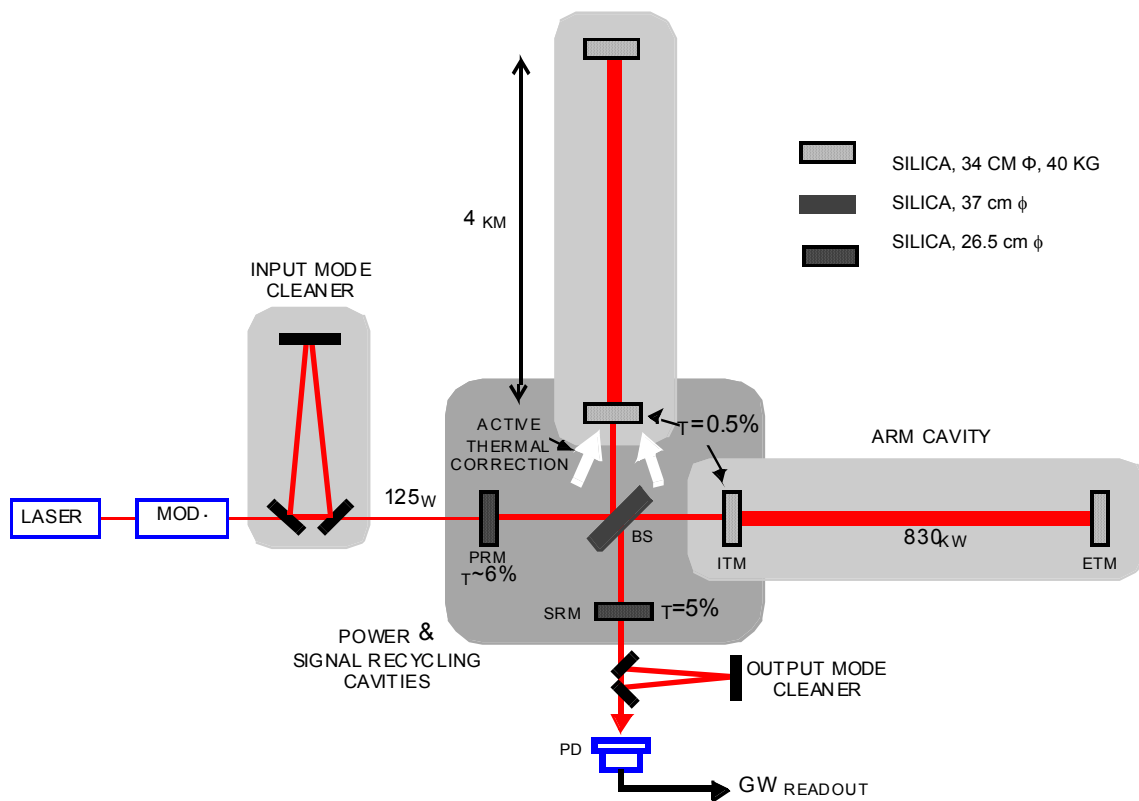 SILICA, 34 CM Φ, 40 KG
SILICA, 37 cm ϕ
SILICA, 26.5 cm ϕ
4 KM
INPUT MODE
CLEANER
ACTIVE
THERMAL
CORRECTION
T=0.5%
ARM CAVITY
LASER
MOD.
125W
PRM
T~6%
BS
ITM
830KW
ETM
SRM
T=5%
POWER &
SIGNAL RECYCLING
CAVITIES
OUTPUT MODE
CLEANER
PD
GW READOUT